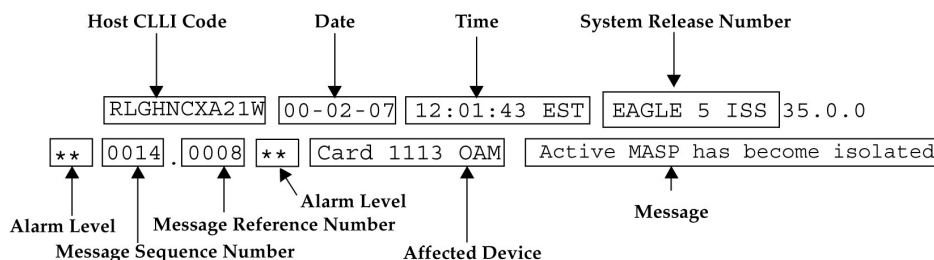 Host CLLI Code Date Time System Release Number
RLGHNCXA21W 00-02-07 12:01:43 EST EAGLE 5 ISS 35.0.0
** 0014.0008 ** Card 1113 OAM Active MASP has become isolated
Alarm Level Message Sequence Number Message Reference Number Alarm Level Affected Device Message